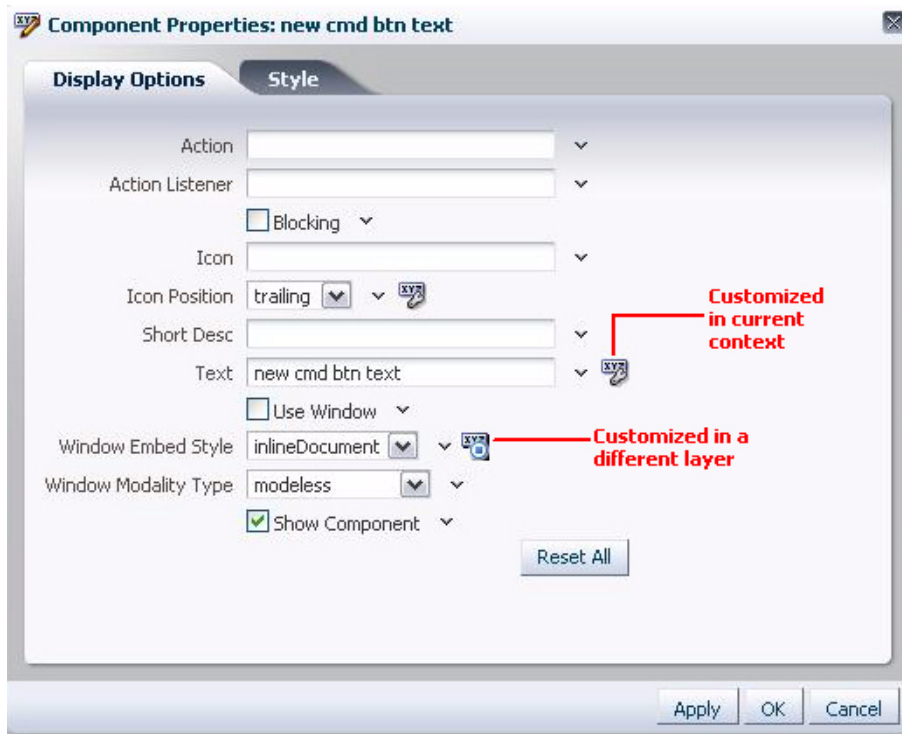 Component Properties: new cmd btn text
Display Options Style
Action
Action Listener
Blocking
Icon
Icon Position trailing
Short Desc
Text new cmd btn text
Use Window
Window Embed Style inlineDocument
Window Modality Type modeless
Show Component
Reset All
Customized
in current
context
Customized in a
different layer
Apply OK Cancel